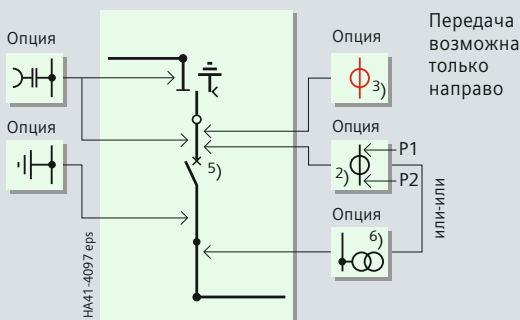 Опция
Опция
HA41-4097 eps
5)
Опция
3)
Опция
2)
P1
P2
или-или
Опция
6)
Передача
возможна
только
направо